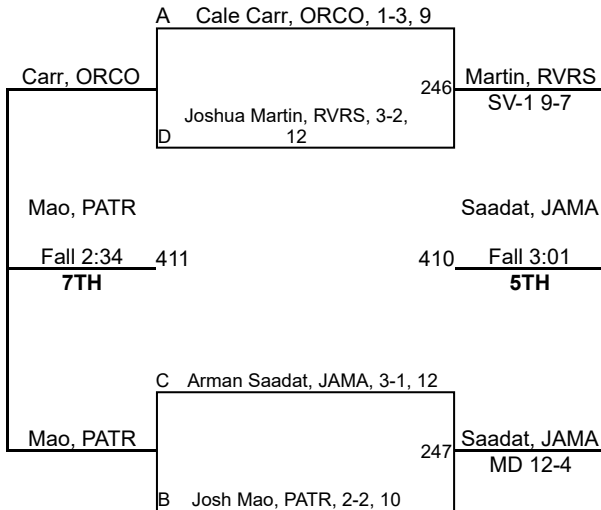 A Cale Carr, ORCO, 1-3, 9
Carr, ORCO
246
Martin, RVRS
SV-1 9-7
Joshua Martin, RVRS, 3-2,
12
D
Mao, PATR
Saadat, JAMA
Fall 2:34
411
410
Fall 3:01
7TH
5TH
C Arman Saadat, JAMA, 3-1, 12
Mao, PATR
247
Saadat, JAMA
MD 12-4
B Josh Mao, PATR, 2-2, 10